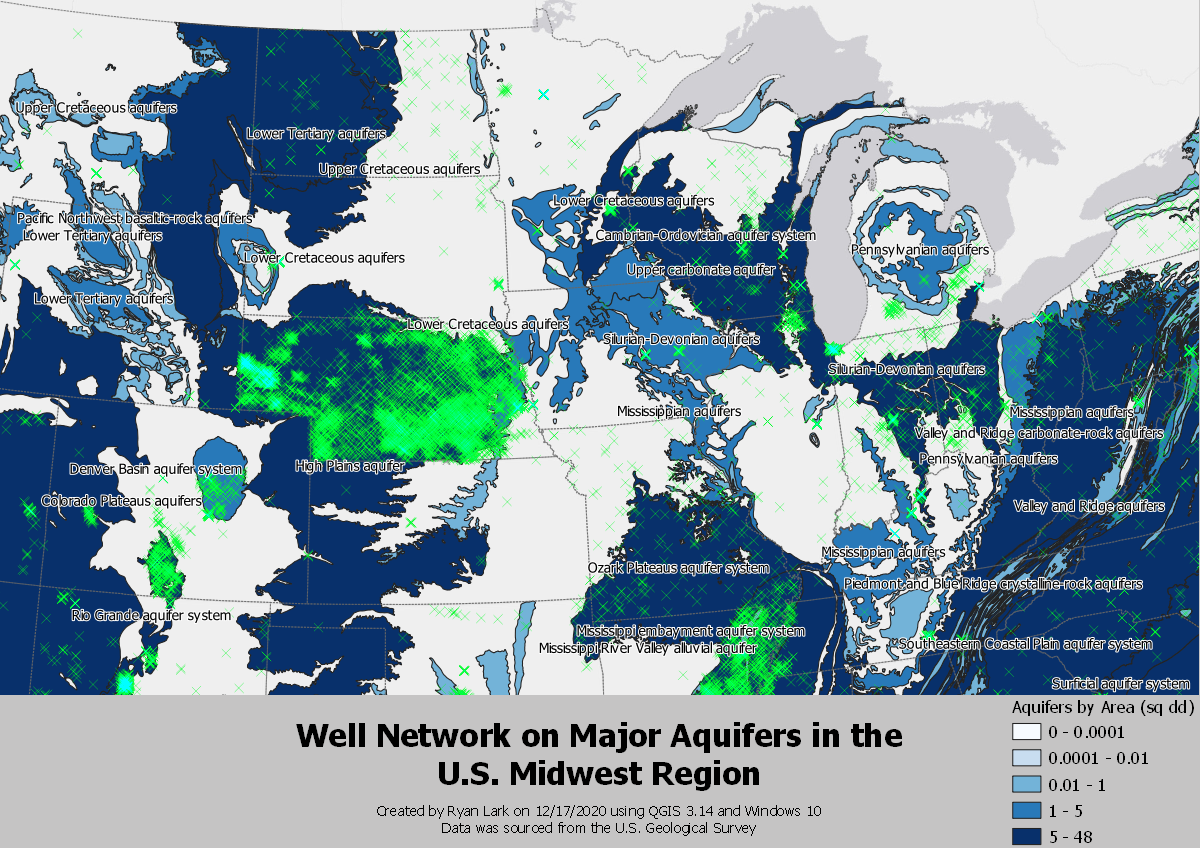 Upper Cretaceous aquifers
Lower Tertiary aquifers
Upper Cretaceous aquifers
Lower Cretaceous aquifers
Pacific Northwest basaltic-rock aquifers
Lower Tertiary aquifers
Cambrian-Ordovician aquifer system
Pennsylvanian aquifers
Lower Cretaceous aquifers
Upper carbonate aquifer
Lower Tertiary aquifers
Lower Cretaceous aquifers
Silurian-Devonian aquifers
Silurian-Devonian aquifers
Mississippian aquifers
Mississippian aquifers
Valley and Ridge carbonate-rock aquifers
Pennsylvanian aquifers
High Plains aquifer
Denver Basin aquifer system
Colorado Plateaus aquifers
Valley and Ridge aquifers
Mississippian aquifers
Ozark Plateaus aquifer system
Piedmont and Blue Ridge crystalline-rock aquifers
Rio Grande aquifer system
Mississippi embayment aquifer system
Mississippi River Valley alluvial aquifer
Southeastern Coastal Plain aquifer system
Surficial aquifer system
Well Network on Major Aquifers in the
U.S. Midwest Region
Created by Ryan Lark on 12/17/2020 using QGIS 3.14 and Windows 10
Data was sourced from the U.S. Geological Survey
Aquifers by Area (sq dd)
0 - 0.0001
0.0001 - 0.01
0.01 - 1
1 - 5
5 - 48